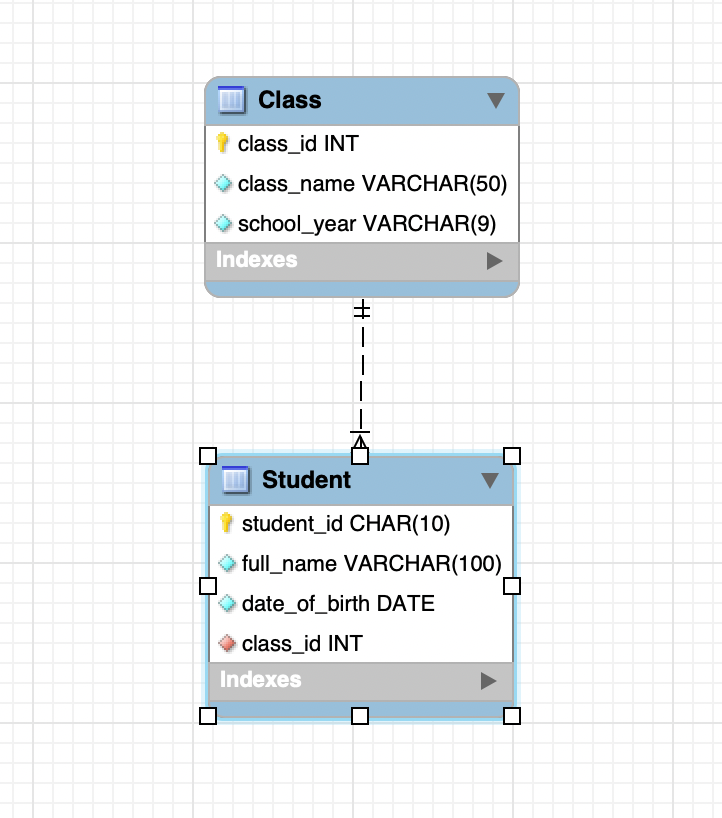 Class
class_id INT
class_name VARCHAR(50)
school_year VARCHAR(9)
Indexes
Student
student_id CHAR(10)
full_name VARCHAR(100)
date_of_birth DATE
class_id INT
Indexes